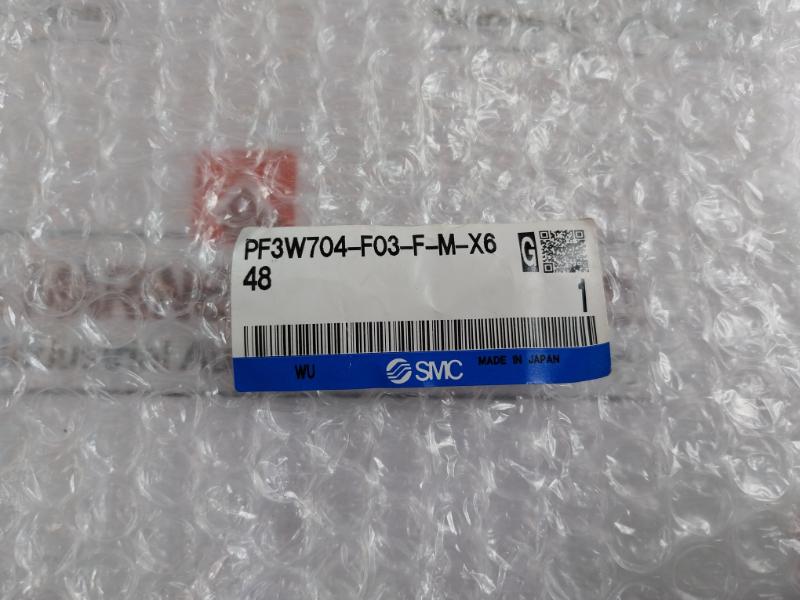 PF3W704-F03-F-M-X6
48
G
1
WU
SMC
MADE IN JAPAN